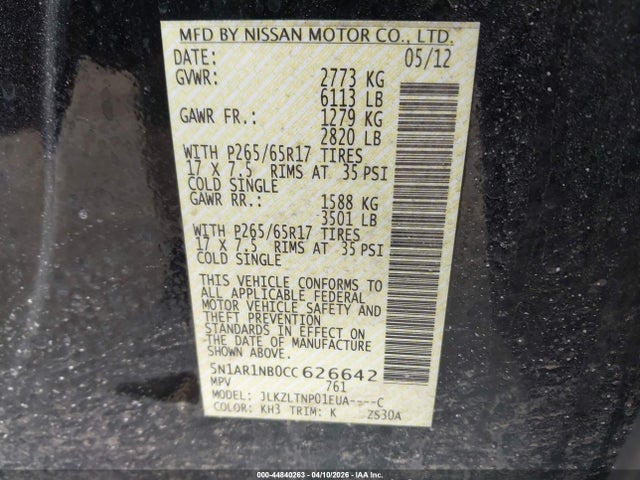 MFD BY NISSAN MOTOR CO., LTD.
DATE: 05/12
GVWR: 2773 KG
6113 LB
GAWR FR.: 1279 KG
2820 LB
WITH P265/65R17 TIRES
17 X 7.5 RIMS AT 35 PSI
COLD SINGLE
GAWR RR.: 1588 KG
3501 LB
WITH P265/65R17 TIRES
17 X 7.5 RIMS AT 35 PSI
COLD SINGLE
THIS VEHICLE CONFORMS TO
ALL APPLICABLE FEDERAL
MOTOR VEHICLE SAFETY AND
THEFT PREVENTION
STANDARDS IN EFFECT ON
THE DATE OF MANUFACTURE
SHOWN ABOVE.
5N1AR1NB0CC626642
MPV 761
MODEL: JLKZLTNP01EUA----C
COLOR: KH3 TRIM: K ZS30A
000-44840263 - 04/10/2026 - IAA Inc.